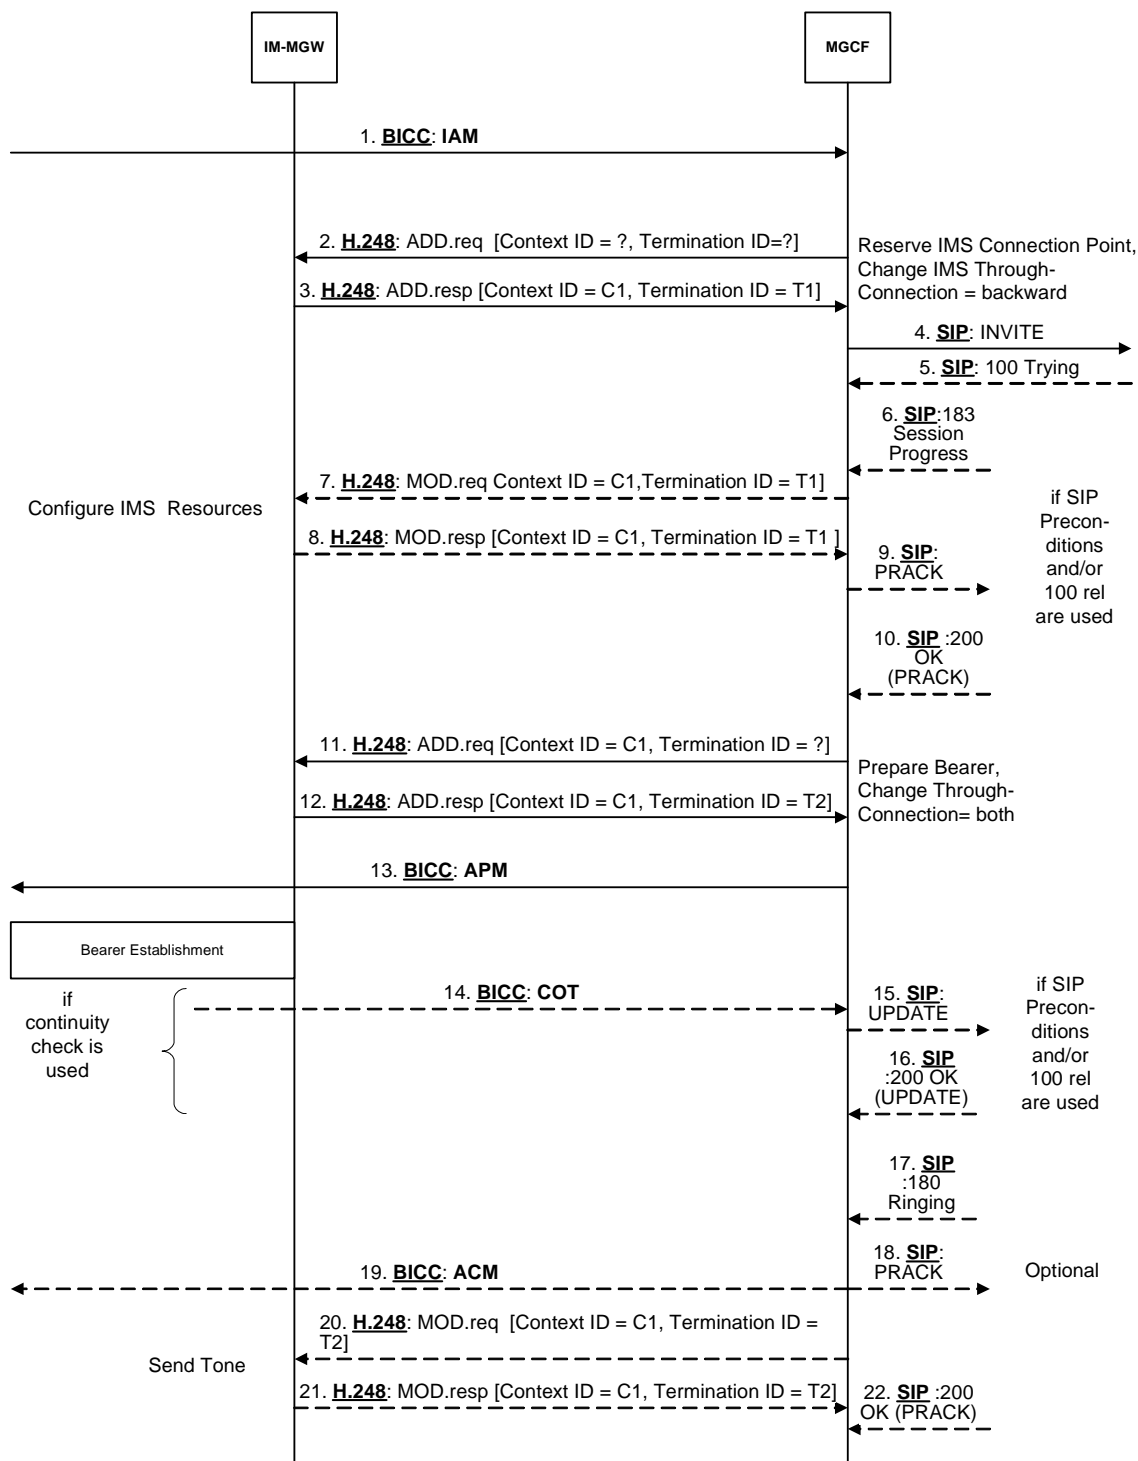 IM-MGW
MGCF
1. BICC: IAM
2. H.248: ADD.req [Context ID = ?, Termination ID=?]
Reserve IMS Connection Point,
Change IMS Through-
Connection = backward
3. H.248: ADD.resp [Context ID = C1, Termination ID = T1]
4. SIP: INVITE
5. SIP: 100 Trying
6. SIP:183
Session
Progress
7. H.248: MOD.req Context ID = C1,Termination ID = T1]
Configure IMS Resources
8. H.248: MOD.resp [Context ID = C1, Termination ID = T1 ]
if SIP
Precon-
ditions
and/or
100 rel
are used
9. SIP:
PRACK
10. SIP :200
OK
(PRACK)
11. H.248: ADD.req [Context ID = C1, Termination ID = ?]
Prepare Bearer,
Change Through-
Connection= both
12. H.248: ADD.resp [Context ID = C1, Termination ID = T2]
13. BICC: APM
Bearer Establishment
if
continuity
check is
used
14. BICC: COT
15. SIP:
UPDATE
if SIP
Precon-
ditions
and/or
100 rel
are used
16. SIP
:200 OK
(UPDATE)
17. SIP
:180
Ringing
18. SIP:
PRACK
Optional
19. BICC: ACM
20. H.248: MOD.req [Context ID = C1, Termination ID =
T2]
Send Tone
21. H.248: MOD.resp [Context ID = C1, Termination ID = T2]
22. SIP :200
OK (PRACK)